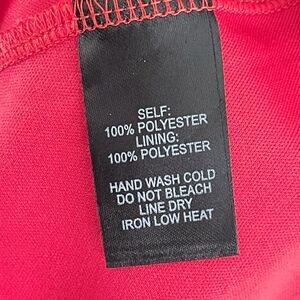 SELF:
100% POLYESTER
LINING:
100% POLYESTER
HAND WASH COLD
DO NOT BLEACH
LINE DRY
IRON LOW HEAT